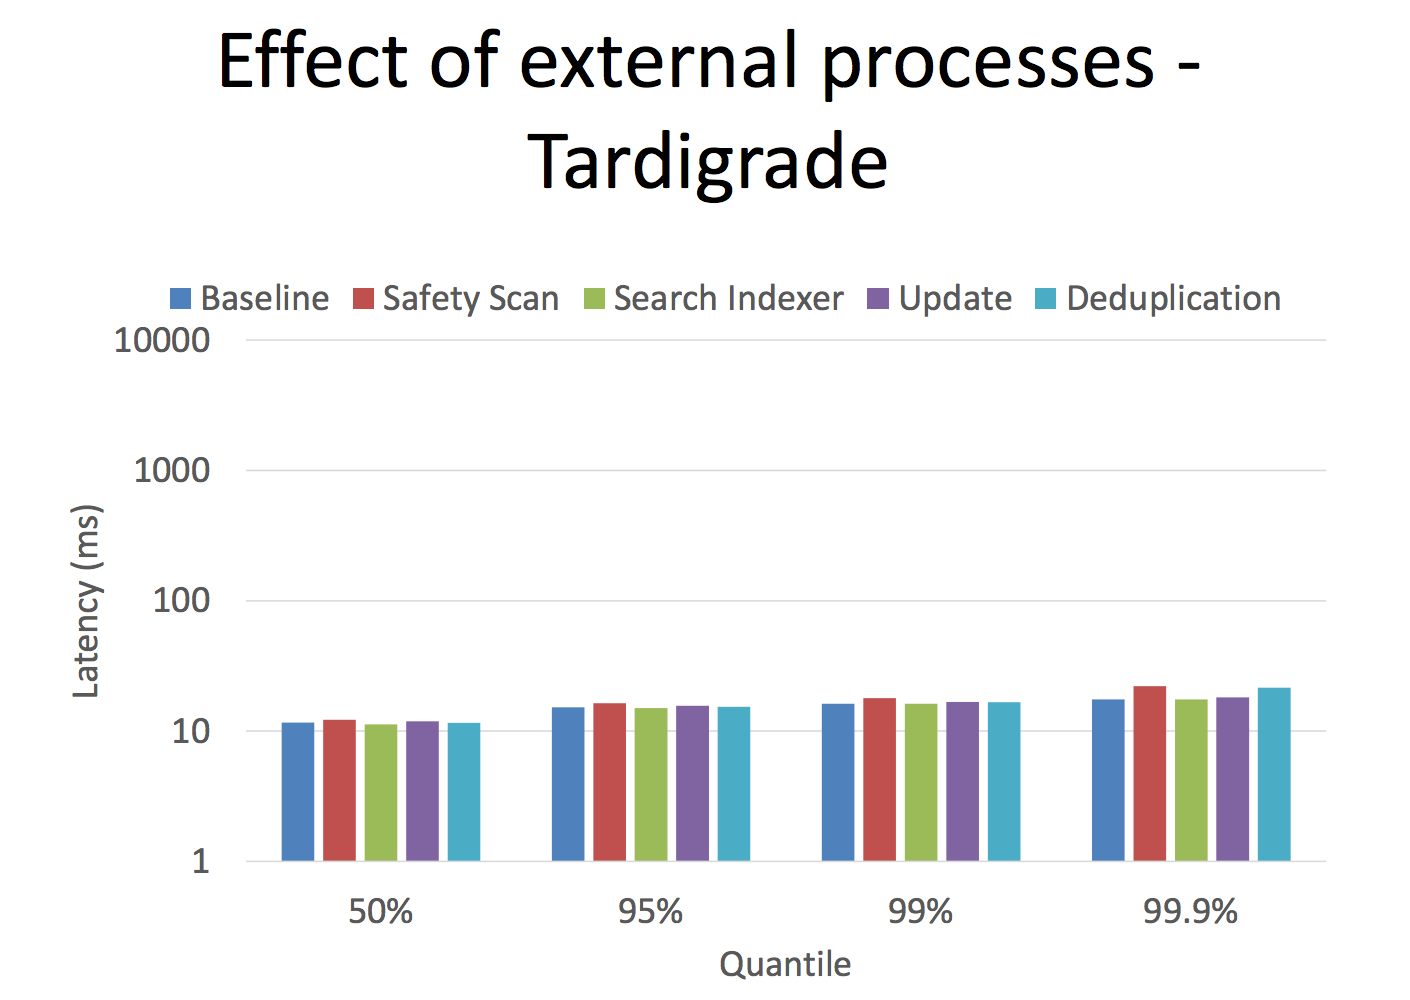 Effect of external processes -
Tardigrade
Baseline Safety Scan Search Indexer Update Deduplication
10000
1000
100
10
1
Latency (ms)
50% 95% 99% 99.9%
Quantile